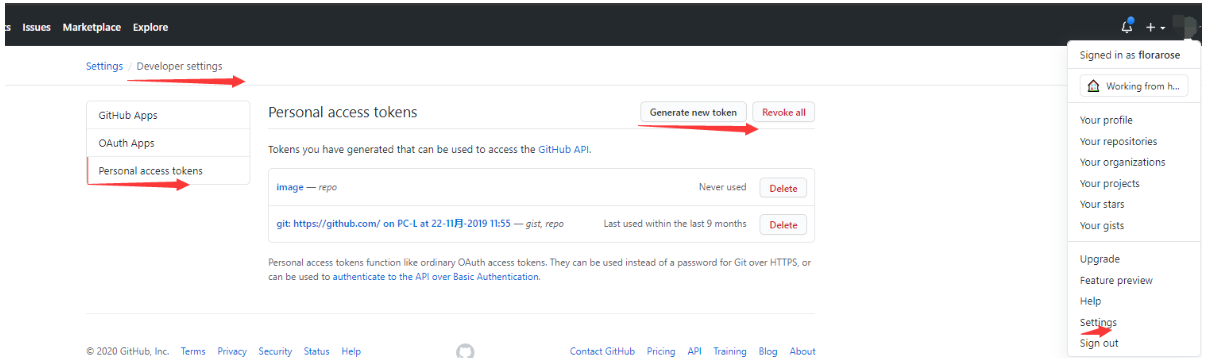 Issues Marketplace Explore
Signed in as florarose
Working from h...
Your profile
Your repositories
Your organizations
Your projects
Your stars
Your gists
Upgrade
Feature preview
Help
Settings
Sign out
Settings / Developer settings
GitHub Apps
OAuth Apps
Personal access tokens
Personal access tokens
Generate new token
Revoke all
Tokens you have generated that can be used to access the GitHub API.
image — repo Never used Delete
git: https://github.com/ on PC-L at 22-11月-2019 11:55 — gist, repo Last used within the last 9 months Delete
Personal access tokens function like ordinary OAuth access tokens. They can be used instead of a password for Git over HTTPS, or
can be used to authenticate to the API over Basic Authentication.
© 2020 GitHub, Inc. Terms Privacy Security Status Help
Contact GitHub Pricing API Training Blog About